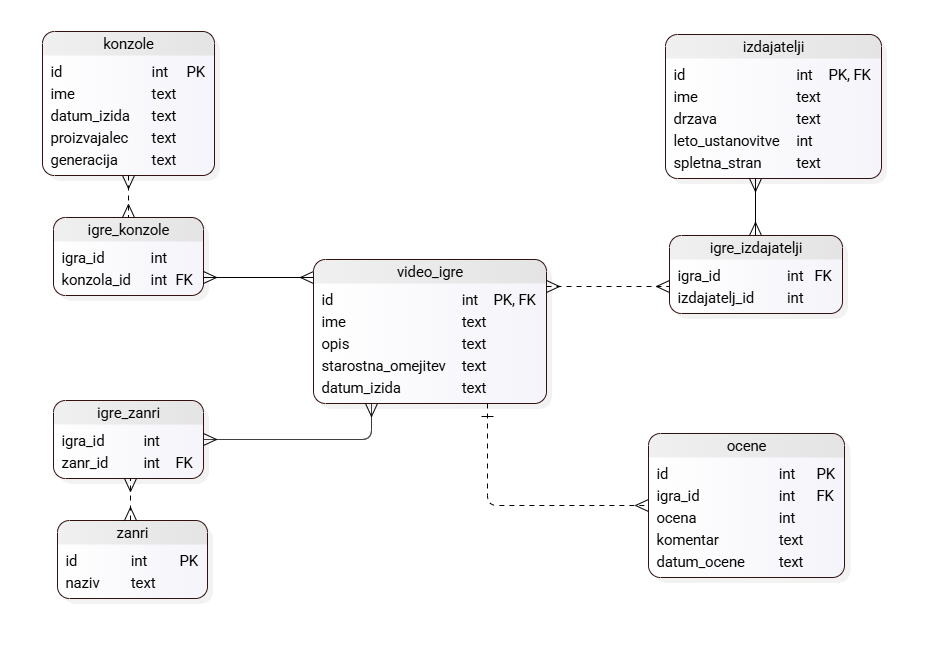 konzole
id int PK
ime text
datum_izida text
proizvajalec text
generacija text
izdajatelji
id int PK, FK
ime text
drzava text
leto_ustanovitve int
spletna_stran text
igre_konzole
igra_id int
konzola_id int FK
igre_izdajatelji
igra_id int FK
izdajatelj_id int
video_igre
id int PK, FK
ime text
opis text
starostna_omejitev text
datum_izida text
igre_zanri
igra_id int
zanr_id int FK
ocene
id int PK
igra_id int FK
ocena int
komentar text
datum_ocene text
zanri
id int PK
naziv text